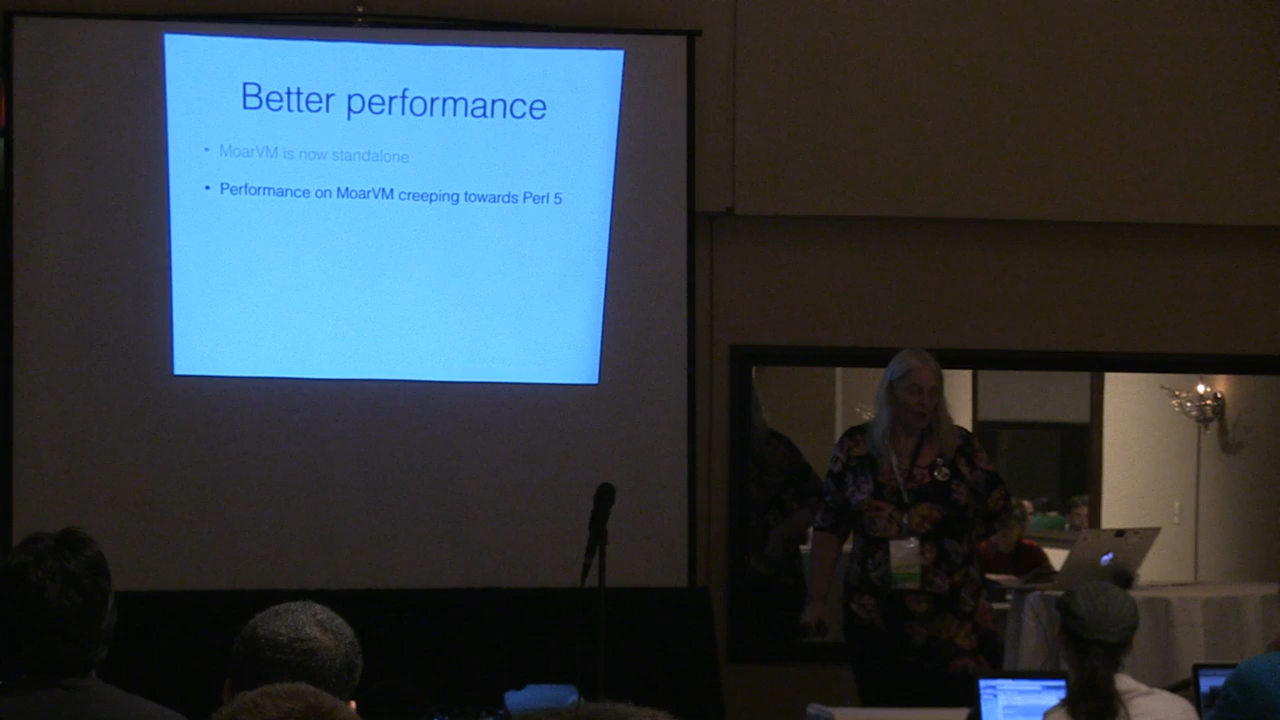 Better performance
• MoarVM is now standalone
• Performance on MoarVM creeping towards Perl 5